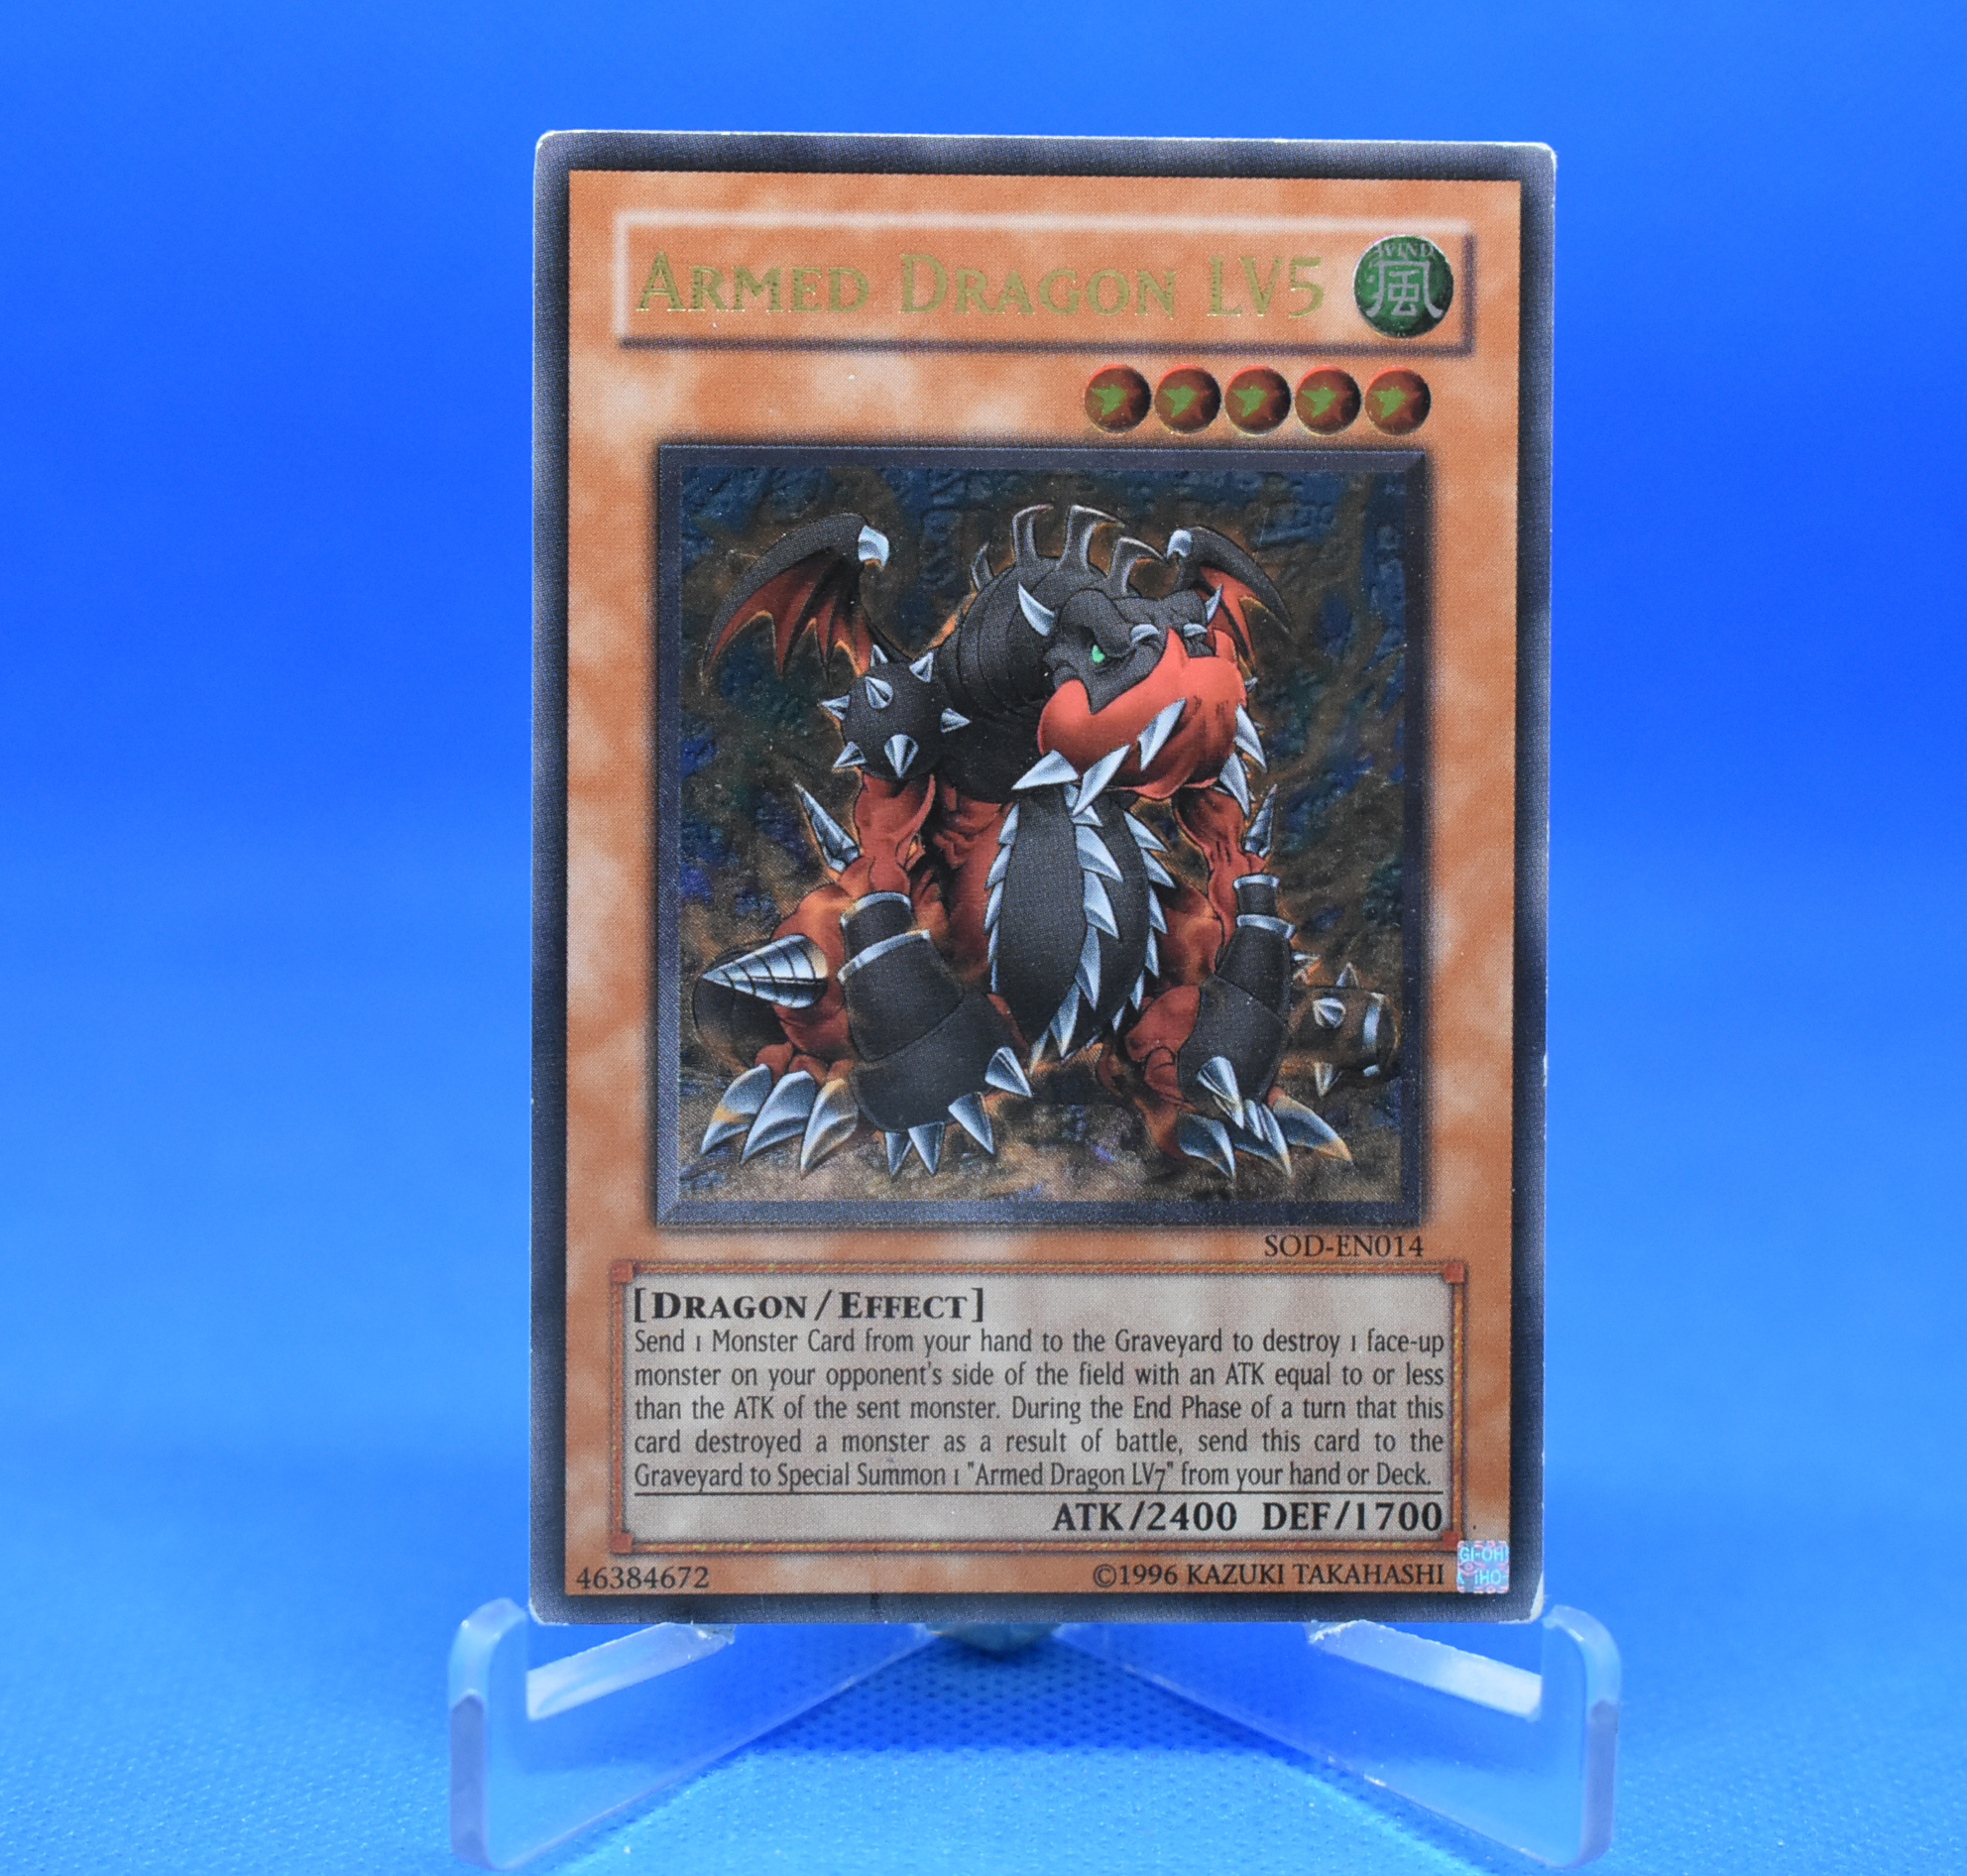 ARMED DRAGON LV5
WIND
風
SOD-EN014
[DRAGON/EFFECT]
Send 1 Monster Card from your hand to the Graveyard to destroy 1 face-up
monster on your opponent's side of the field with an ATK equal to or less
than the ATK of the sent monster. During the End Phase of a turn that this
card destroyed a monster as a result of battle, send this card to the
Graveyard to Special Summon 1 "Armed Dragon LV7" from your hand or Deck.
ATK/2400 DEF/1700
46384672
©1996 KAZUKI TAKAHASHI
GI-OH